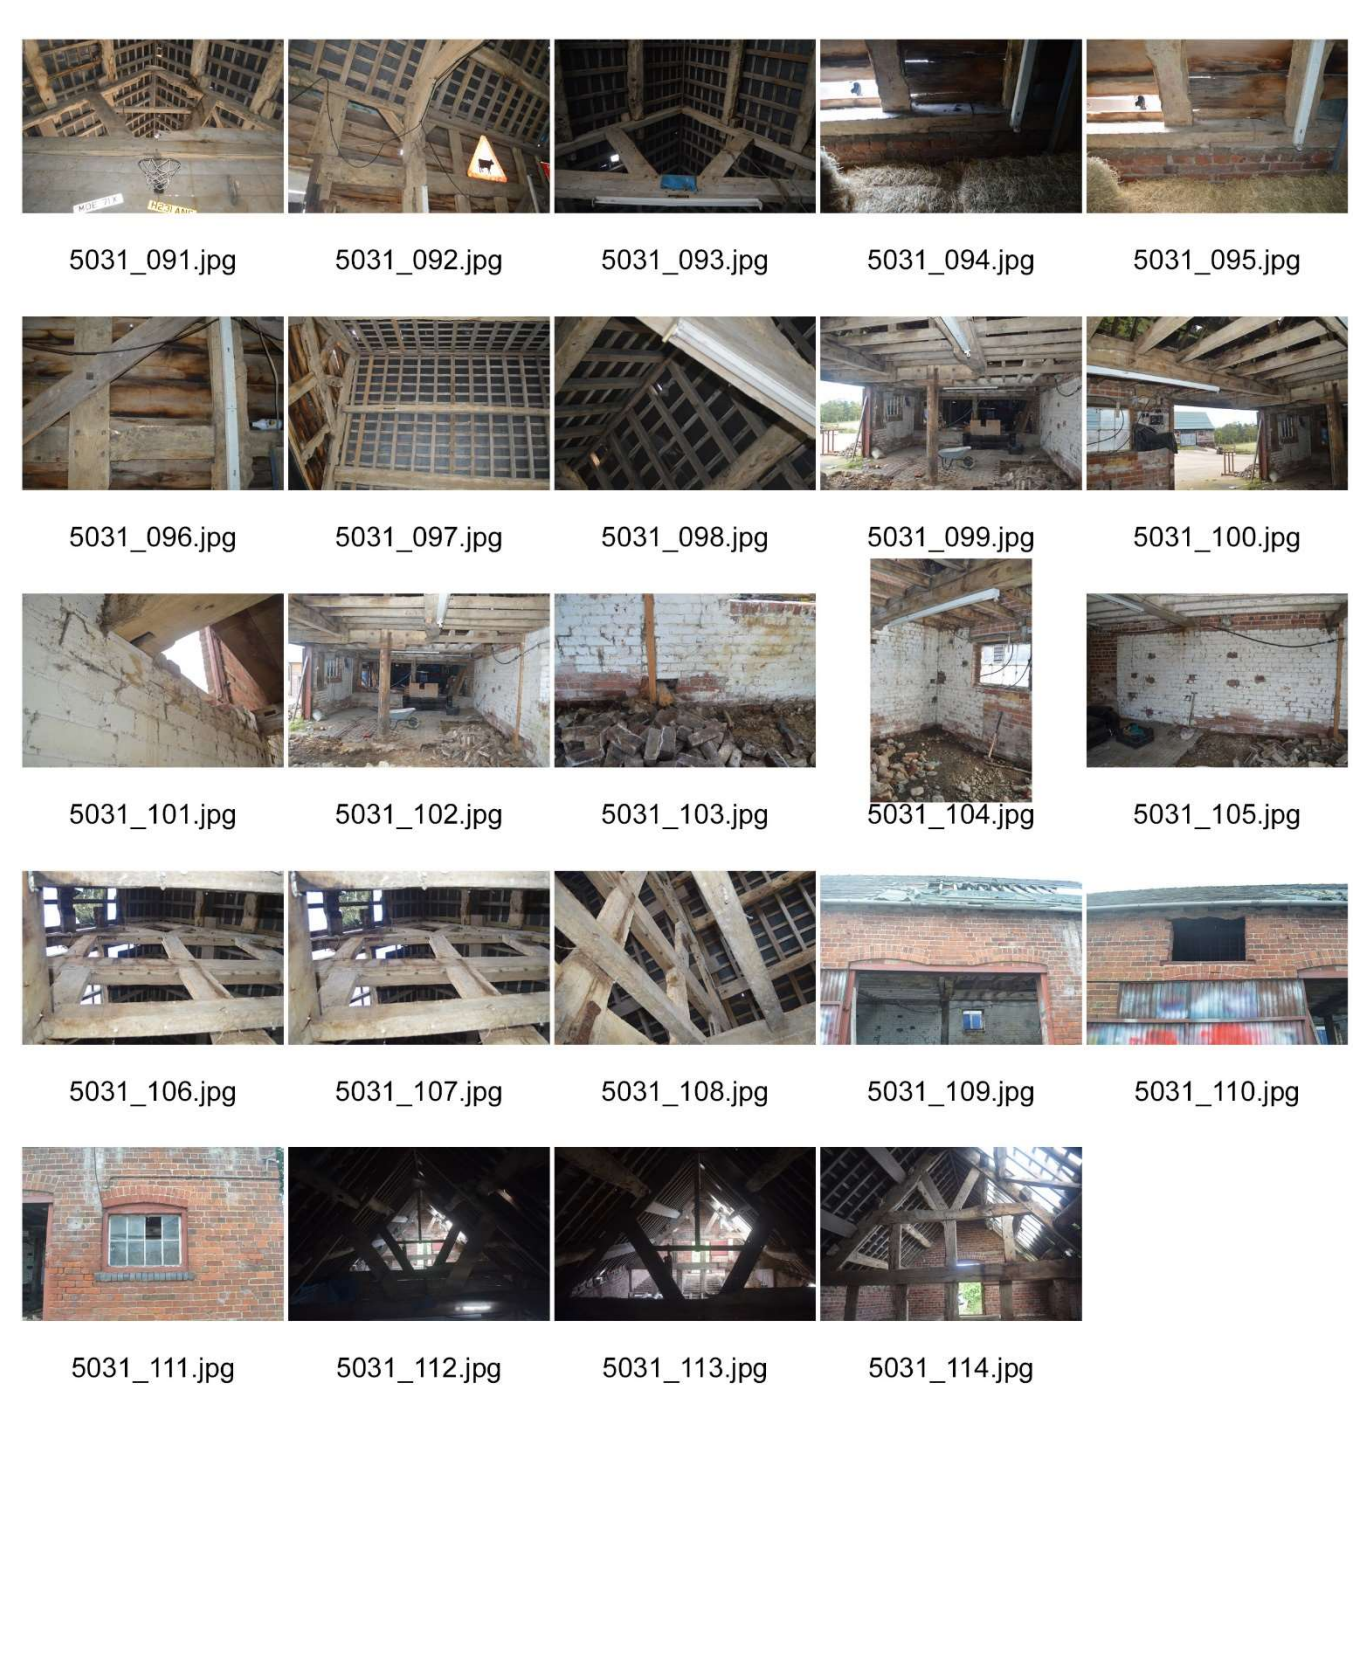 MDE 71X
5031_091.jpg 5031_092.jpg 5031_093.jpg 5031_094.jpg 5031_095.jpg
5031_096.jpg 5031_097.jpg 5031_098.jpg 5031_099.jpg 5031_100.jpg
5031_101.jpg 5031_102.jpg 5031_103.jpg 5031_104.jpg 5031_105.jpg
5031_106.jpg 5031_107.jpg 5031_108.jpg 5031_109.jpg 5031_110.jpg
5031_111.jpg 5031_112.jpg 5031_113.jpg 5031_114.jpg